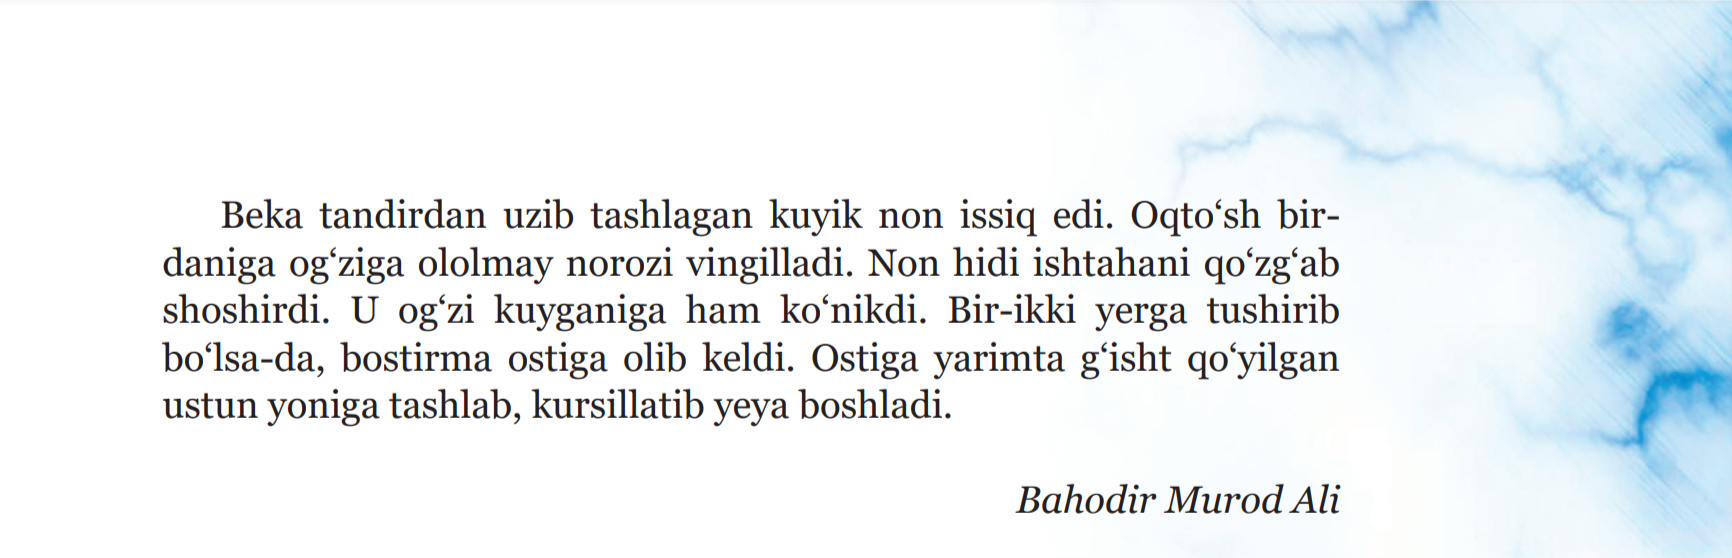 Beka tandirdan uzib tashlagan kuyik non issiq edi. Oqto‘sh bir-
daniga og‘ziga ololmay norozi vingilladi. Non hidi ishtahani qo‘zg‘ab
shoshirdi. U og‘zi kuyganiga ham ko‘nikdi. Bir-ikki yerga tushirib
bo‘lsa-da, bostirma ostiga olib keldi. Ostiga yarimta g‘isht qo‘yilgan
ustun yoniga tashlab, kursillatib yeya boshladi.
Bahodir Murod Ali